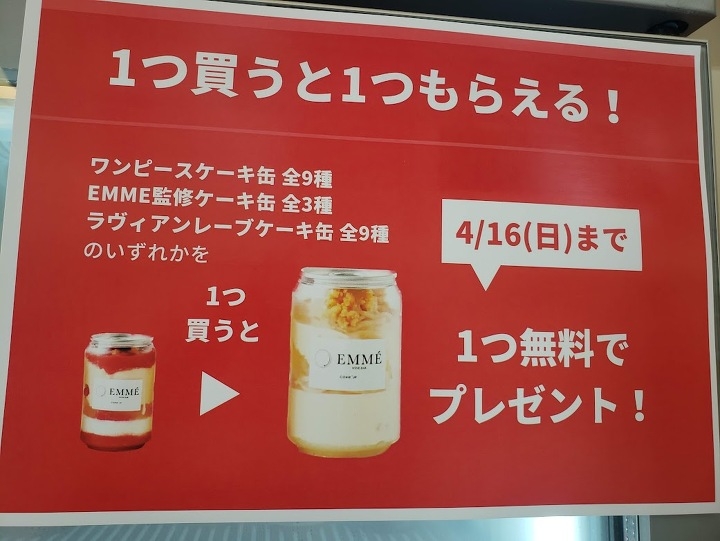 1つ買うと1つもらえる！
ワンピースケーキ缶 全9種
EMME監修ケーキ缶 全3種
ラヴィアンレーブケーキ缶 全9種
のいずれかを
4/16(日)まで
1つ
買うと
1つ無料で
プレゼント！
EMMÉ
EMMÉ
WINE BAR